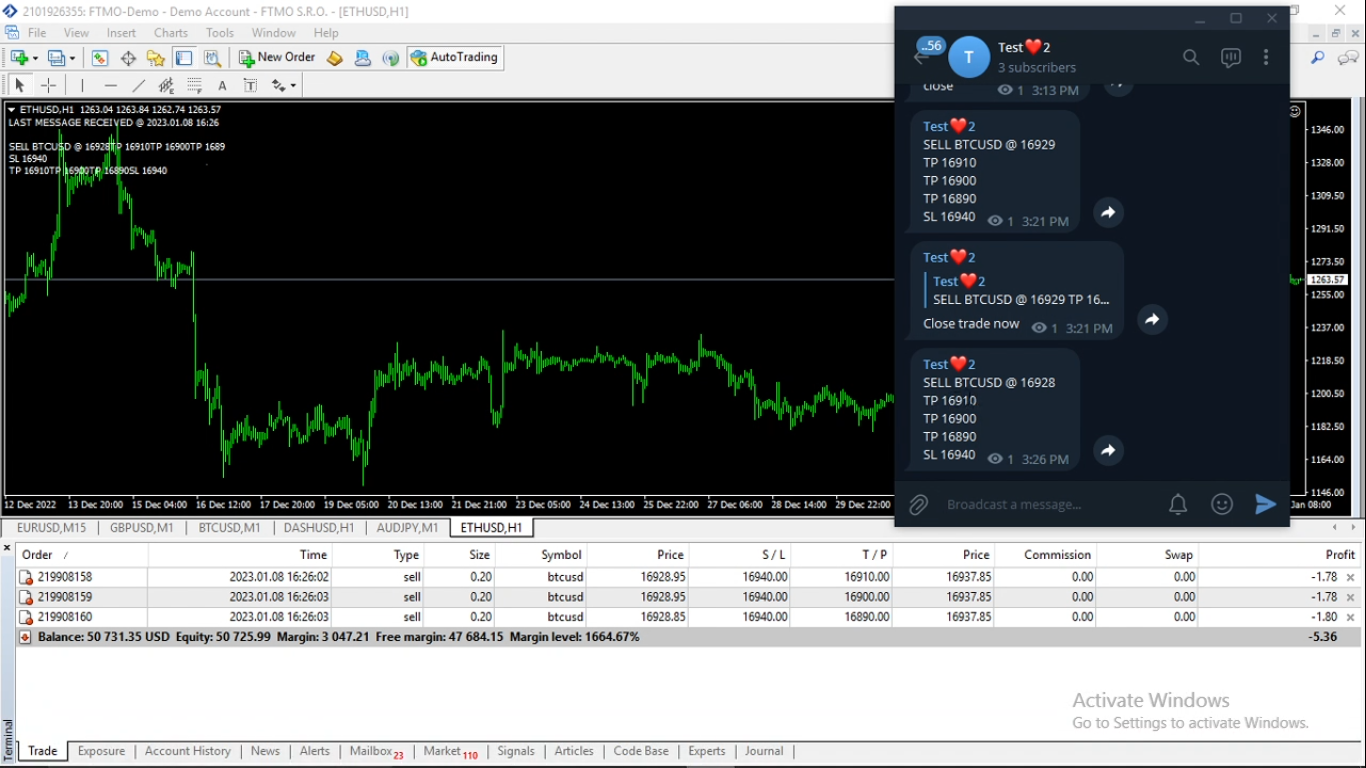 2101926355: FTMO-Demo - Demo Account - FTMO S.R.O. - [ETHUSD,H1]
File View Insert Charts Tools Window Help
New Order AutoTrading
A T
ETHUSD,H1 1263.04 1263.84 1262.74 1263.57
LAST MESSAGE RECEIVED @ 2023.01.08 16:26
SELL BTCUSD @ 16928TP 16910TP 16900TP 1689
SL 16940
TP 16910TP 16900TP 16890SL 16940
1346.00
1328.00
1309.50
1291.50
1273.50
1263.57
1255.00
1237.00
1218.50
1200.50
1182.50
1164.00
1146.00
12 Dec 2022 13 Dec 20:00 15 Dec 04:00 16 Dec 12:00 17 Dec 20:00 19 Dec 05:00 20 Dec 13:00 21 Dec 21:00 23 Dec 05:00 24 Dec 13:00 25 Dec 22:00 27 Dec 06:00 28 Dec 14:00 29 Dec 22:00 Jan 08:00
..56
T
Test❤️2
3 subscribers
close 1 3:13 PM
Test❤️2
SELL BTCUSD @ 16929
TP 16910
TP 16900
TP 16890
SL 16940 1 3:21 PM
Test❤️2
Test❤️2
SELL BTCUSD @ 16929 TP 16...
Close trade now 1 3:21 PM
Test❤️2
SELL BTCUSD @ 16928
TP 16910
TP 16900
TP 16890
SL 16940 1 3:26 PM
Broadcast a message...
EURUSD,M15 GBPUSD,M1 BTCUSD,M1 DASHUSD,H1 AUDJPY,M1 ETHUSD,H1
Order / Time Type Size Symbol Price S / L T / P Price Commission Swap Profit
219908158 2023.01.08 16:26:02 sell 0.20 btcusd 16928.95 16940.00 16910.00 16937.85 0.00 0.00 -1.78
219908159 2023.01.08 16:26:03 sell 0.20 btcusd 16928.95 16940.00 16900.00 16937.85 0.00 0.00 -1.78
219908160 2023.01.08 16:26:03 sell 0.20 btcusd 16928.85 16940.00 16890.00 16937.85 0.00 0.00 -1.80
Balance: 50 731.35 USD Equity: 50 725.99 Margin: 3 047.21 Free margin: 47 684.15 Margin level: 1664.67% -5.36
Activate Windows
Go to Settings to activate Windows.
Terminal
Trade Exposure Account History News Alerts Mailbox 23 Market 110 Signals Articles Code Base Experts Journal